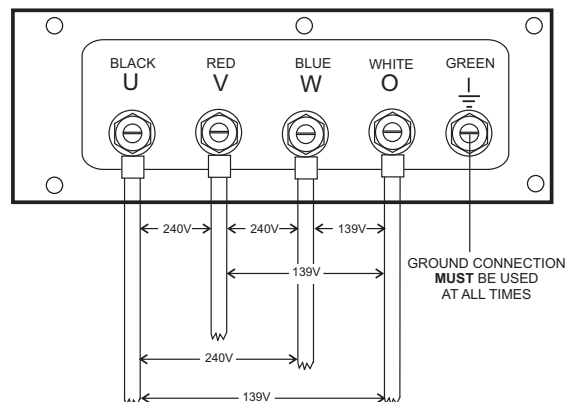 BLACK RED BLUE WHITE GREEN
U V W O
240V 240V 139V
139V
GROUND CONNECTION
MUST BE USED
AT ALL TIMES
240V
139V